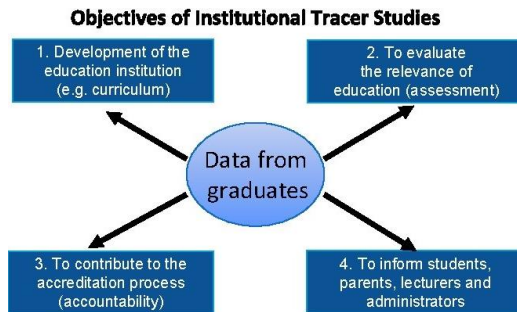 Objectives of Institutional Tracer Studies
1. Development of the
education institution
(e.g. curriculum)
2. To evaluate
the relevance of
education (assessment)
Data from
graduates
3. To contribute to the
accreditation process
(accountability)
4. To inform students,
parents, lecturers and
administrators